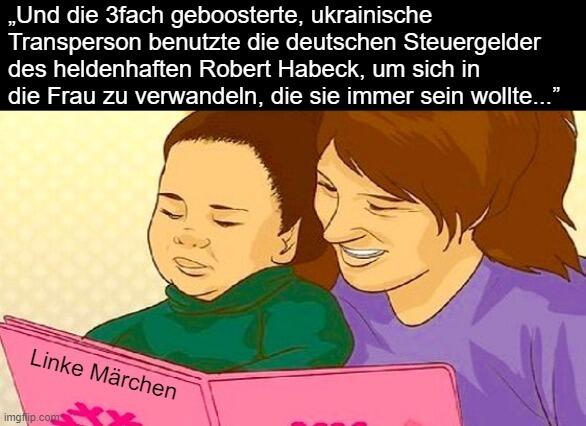 „Und die 3fach geboosterte, ukrainische
Transperson benutzte die deutschen Steuergelder
des heldenhaften Robert Habeck, um sich in
die Frau zu verwandeln, die sie immer sein wollte...”
Linke Märchen
imgflip.com